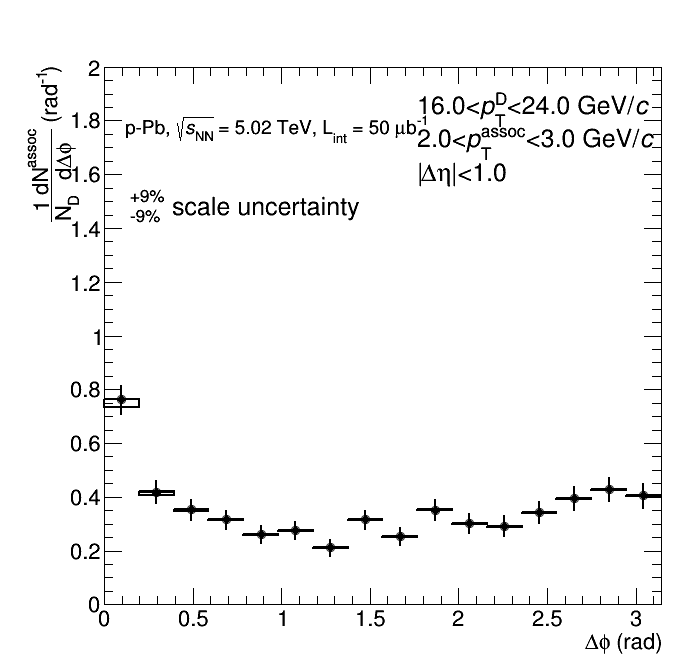 1 dN^assoc
N_D dΔϕ (rad⁻¹)
p-Pb, √s_NN = 5.02 TeV, L_int = 50 μb⁻¹
16.0<p_T^D<24.0 GeV/c
2.0<p_T^assoc<3.0 GeV/c
|Δη|<1.0
+9%
-9% scale uncertainty
2
1.8
1.6
1.4
1.2
1
0.8
0.6
0.4
0.2
0
0 0.5 1 1.5 2 2.5 3
Δϕ (rad)